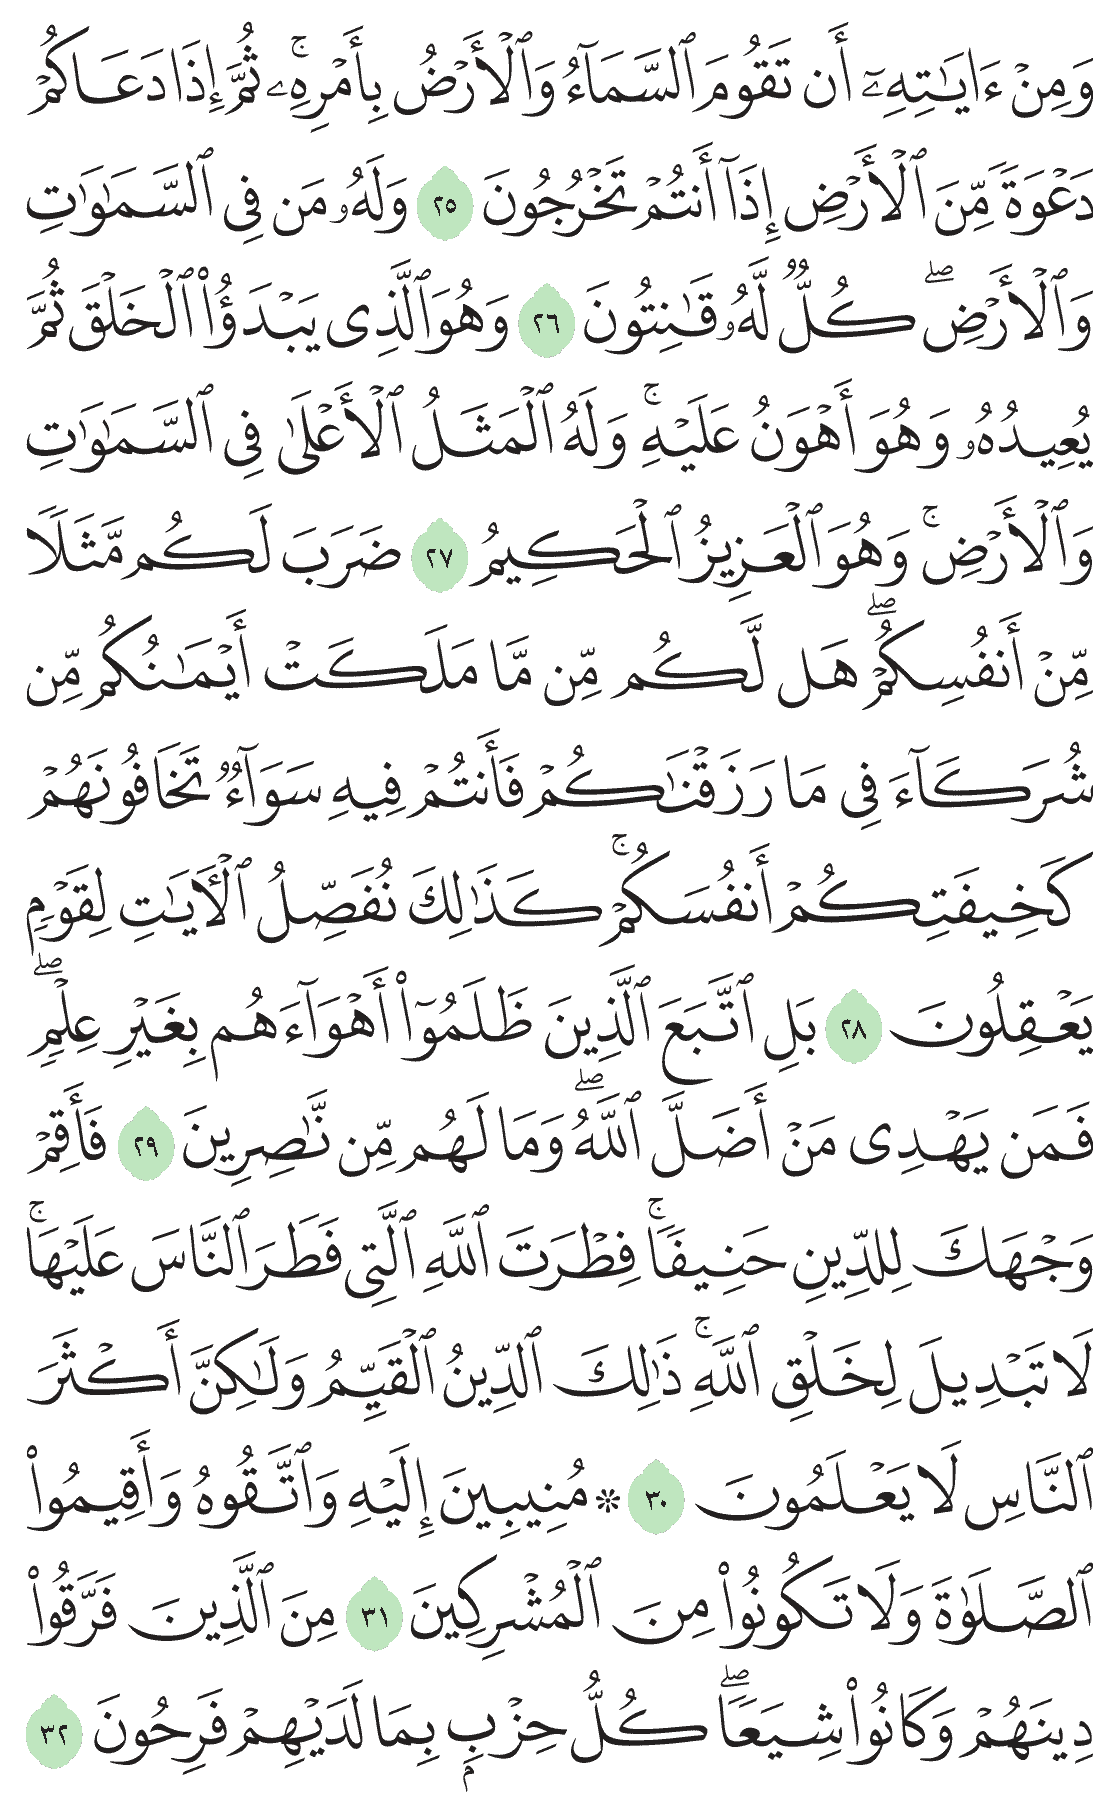 وَمِنْ ءَايَـٰتِهِۦٓ أَن تَقُومَ ٱلسَّمَآءُ وَٱلْأَرْضُ بِأَمْرِهِۦۚ ثُمَّ إِذَا دَعَاكُمْ
دَعْوَةً مِّنَ ٱلْأَرْضِ إِذَآ أَنتُمْ تَخْرُجُونَ ٢٥ وَلَهُۥ مَن فِى ٱلسَّمَـٰوَٰتِ
وَٱلْأَرْضِۖ كُلٌّ لَّهُۥ قَـٰنِتُونَ ٢٦ وَهُوَ ٱلَّذِى يَبْدَؤُا۟ ٱلْخَلْقَ ثُمَّ
يُعِيدُهُۥ وَهُوَ أَهْوَنُ عَلَيْهِۚ وَلَهُ ٱلْمَثَلُ ٱلْأَعْلَىٰ فِى ٱلسَّمَـٰوَٰتِ
وَٱلْأَرْضِۚ وَهُوَ ٱلْعَزِيزُ ٱلْحَكِيمُ ٢٧ ضَرَبَ لَكُم مَّثَلًا
مِّنْ أَنفُسِكُمْۖ هَل لَّكُم مِّن مَّا مَلَكَتْ أَيْمَـٰنُكُم مِّن
شُرَكَآءَ فِى مَا رَزَقْنَـٰكُمْ فَأَنتُمْ فِيهِ سَوَآءٌ تَخَافُونَهُمْ
كَخِيفَتِكُمْ أَنفُسَكُمْۚ كَذَٰلِكَ نُفَصِّلُ ٱلْـَٔايَـٰتِ لِقَوْمٍ
يَعْقِلُونَ ٢٨ بَلِ ٱتَّبَعَ ٱلَّذِينَ ظَلَمُوٓا۟ أَهْوَآءَهُم بِغَيْرِ عِلْمٍۖ
فَمَن يَهْدِى مَنْ أَضَلَّ ٱللَّهُۖ وَمَا لَهُم مِّن نَّـٰصِرِينَ ٢٩ فَأَقِمْ
وَجْهَكَ لِلدِّينِ حَنِيفًاۚ فِطْرَتَ ٱللَّهِ ٱلَّتِى فَطَرَ ٱلنَّاسَ عَلَيْهَاۚ
لَا تَبْدِيلَ لِخَلْقِ ٱللَّهِۚ ذَٰلِكَ ٱلدِّينُ ٱلْقَيِّمُ وَلَـٰكِنَّ أَكْثَرَ
ٱلنَّاسِ لَا يَعْلَمُونَ ٣٠ ۞ مُنِيبِينَ إِلَيْهِ وَٱتَّقُوهُ وَأَقِيمُوا۟
ٱلصَّلَوٰةَ وَلَا تَكُونُوا۟ مِنَ ٱلْمُشْرِكِينَ ٣١ مِنَ ٱلَّذِينَ فَرَّقُوا۟
دِينَهُمْ وَكَانُوا۟ شِيَعًاۖ كُلُّ حِزْبٍۭ بِمَا لَدَيْهِمْ فَرِحُونَ ٣٢